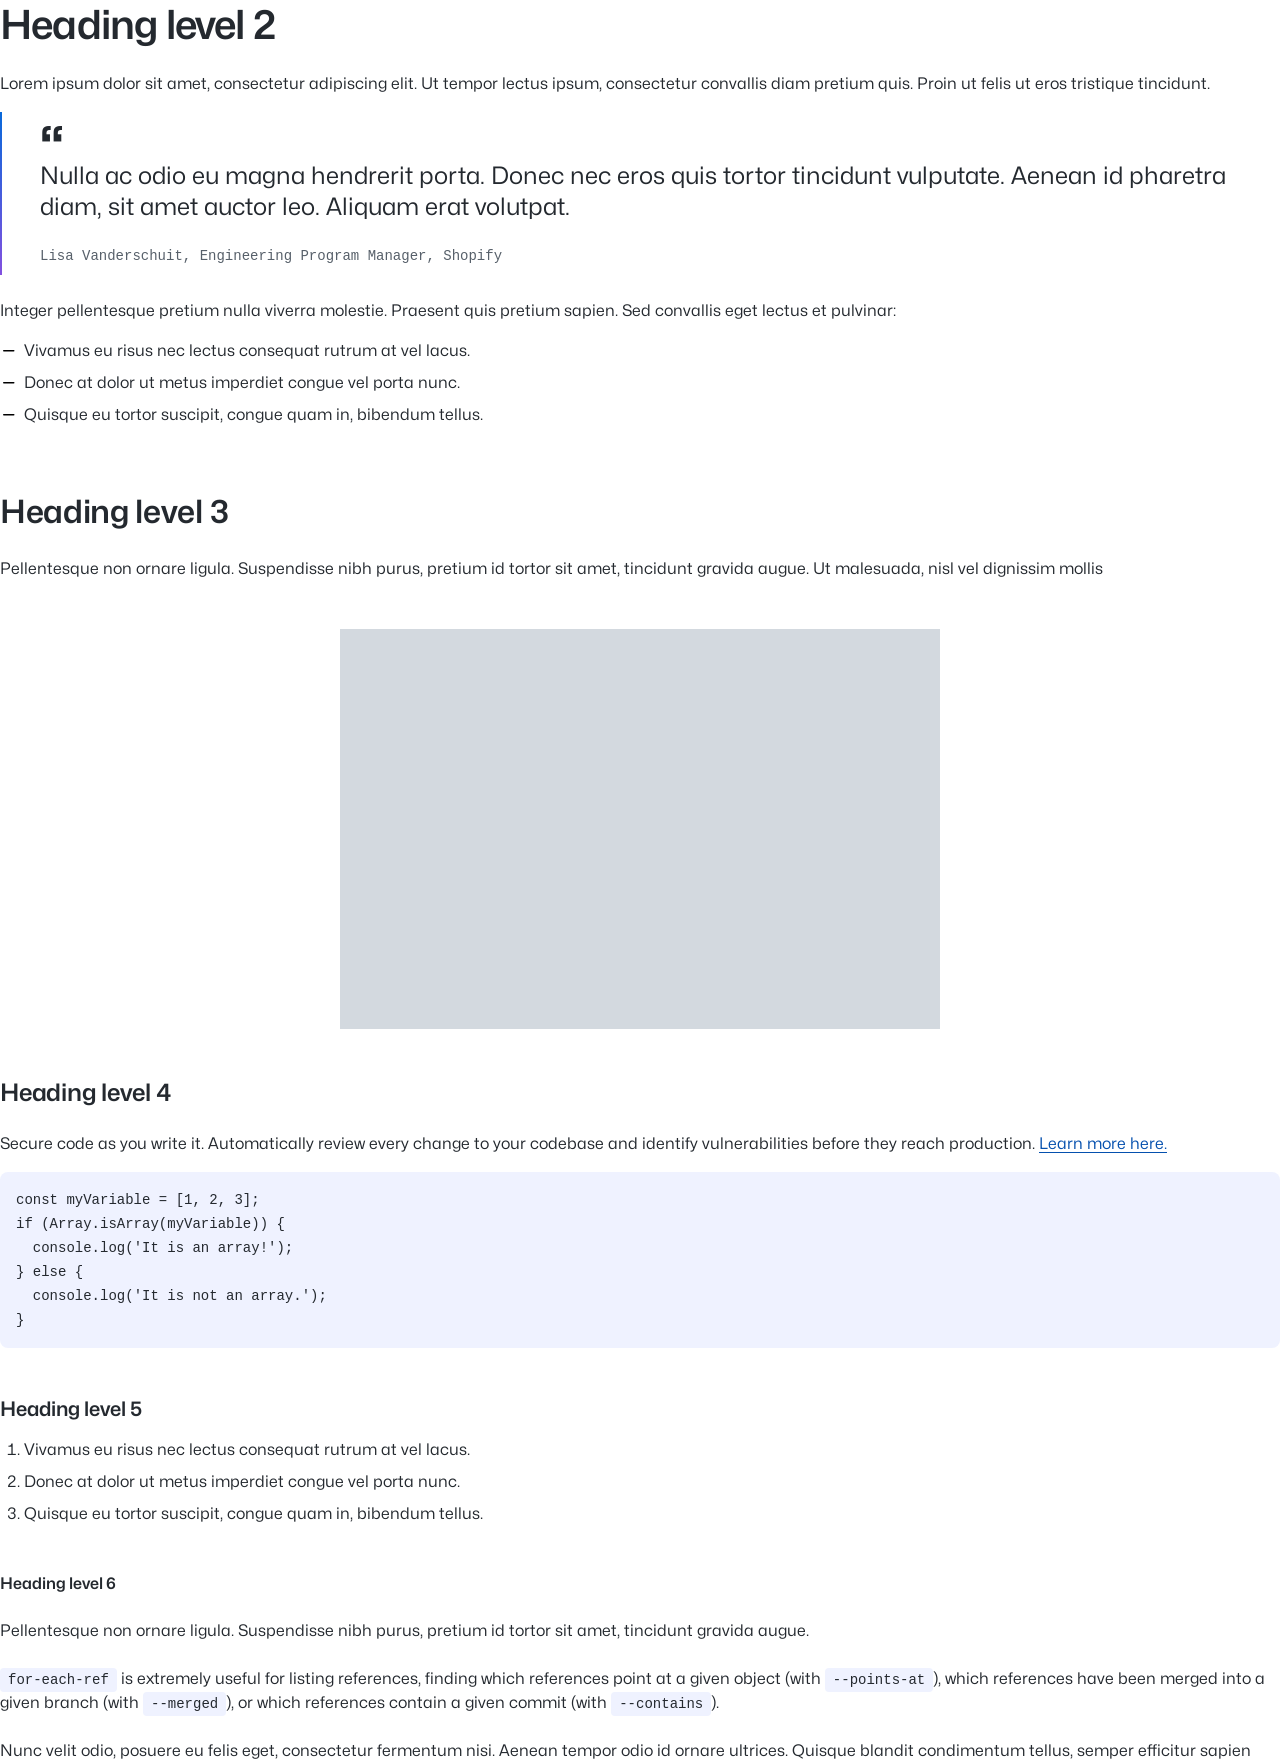 Heading level 2
Lorem ipsum dolor sit amet, consectetur adipiscing elit. Ut tempor lectus ipsum, consectetur convallis diam pretium quis. Proin ut felis ut eros tristique tincidunt.
“
Nulla ac odio eu magna hendrerit porta. Donec nec eros quis tortor tincidunt vulputate. Aenean id pharetra
diam, sit amet auctor leo. Aliquam erat volutpat.
Lisa Vanderschuit, Engineering Program Manager, Shopify
Integer pellentesque pretium nulla viverra molestie. Praesent quis pretium sapien. Sed convallis eget lectus et pulvinar:
— Vivamus eu risus nec lectus consequat rutrum at vel lacus.
— Donec at dolor ut metus imperdiet congue vel porta nunc.
— Quisque eu tortor suscipit, congue quam in, bibendum tellus.
Heading level 3
Pellentesque non ornare ligula. Suspendisse nibh purus, pretium id tortor sit amet, tincidunt gravida augue. Ut malesuada, nisl vel dignissim mollis
Heading level 4
Secure code as you write it. Automatically review every change to your codebase and identify vulnerabilities before they reach production. Learn more here.
const myVariable = [1, 2, 3];
if (Array.isArray(myVariable)) {
  console.log('It is an array!');
} else {
  console.log('It is not an array.');
}
Heading level 5
1. Vivamus eu risus nec lectus consequat rutrum at vel lacus.
2. Donec at dolor ut metus imperdiet congue vel porta nunc.
3. Quisque eu tortor suscipit, congue quam in, bibendum tellus.
Heading level 6
Pellentesque non ornare ligula. Suspendisse nibh purus, pretium id tortor sit amet, tincidunt gravida augue.
for-each-ref is extremely useful for listing references, finding which references point at a given object (with --points-at), which references have been merged into a
given branch (with --merged), or which references contain a given commit (with --contains).
Nunc velit odio, posuere eu felis eget, consectetur fermentum nisi. Aenean tempor odio id ornare ultrices. Quisque blandit condimentum tellus, semper efficitur sapien